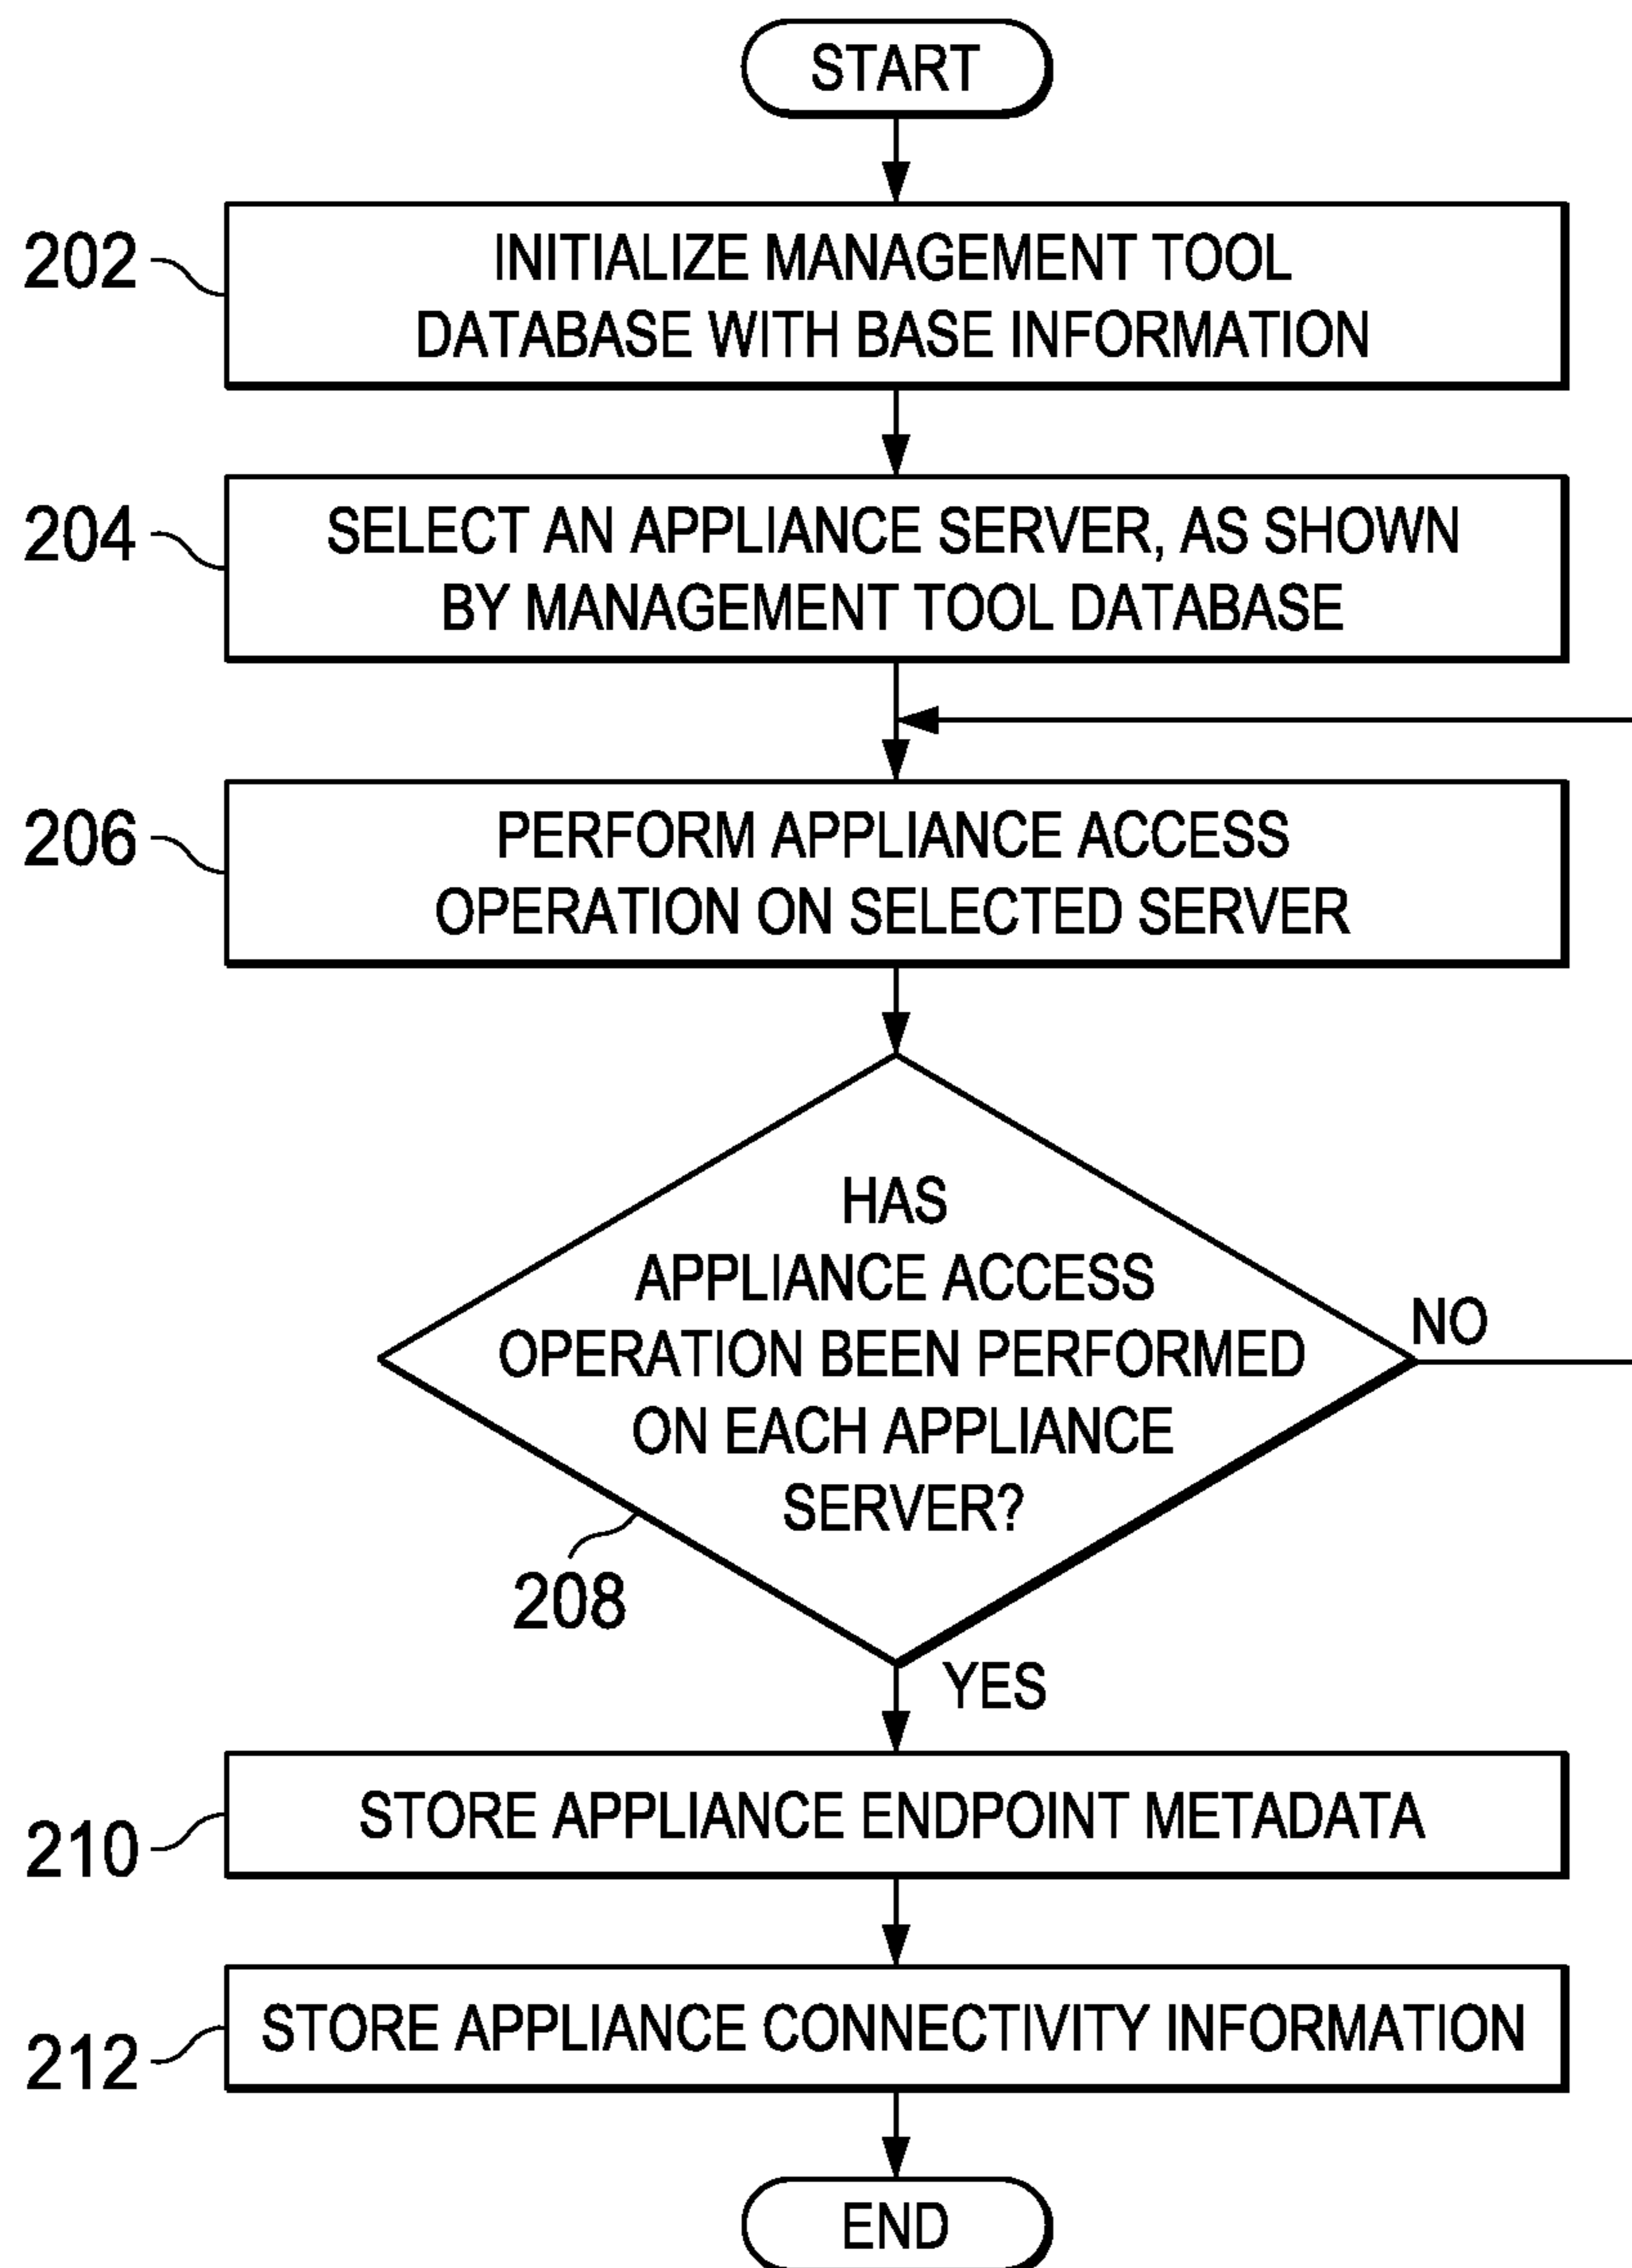 START
202
INITIALIZE MANAGEMENT TOOL
DATABASE WITH BASE INFORMATION
204
SELECT AN APPLIANCE SERVER, AS SHOWN
BY MANAGEMENT TOOL DATABASE
206
PERFORM APPLIANCE ACCESS
OPERATION ON SELECTED SERVER
HAS
APPLIANCE ACCESS
OPERATION BEEN PERFORMED
ON EACH APPLIANCE
SERVER?
NO
208
YES
210
STORE APPLIANCE ENDPOINT METADATA
212
STORE APPLIANCE CONNECTIVITY INFORMATION
END